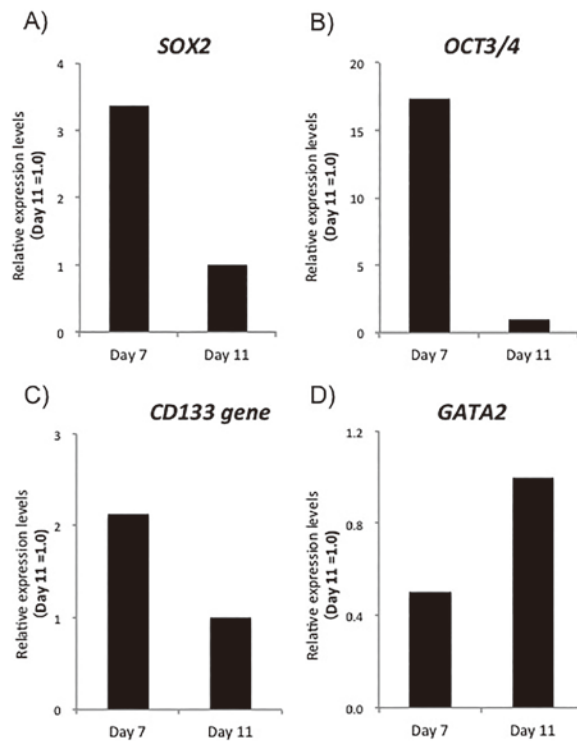 A)
SOX2
Relative expression levels
(Day 11 =1.0)
4
3
2
1
0
Day 7
Day 11
B)
OCT3/4
Relative expression levels
(Day 11 =1.0)
20
15
10
5
0
Day 7
Day 11
C)
CD133 gene
Relative expression levels
(Day 11 =1.0)
3
2
1
0
Day 7
Day 11
D)
GATA2
Relative expression levels
(Day 11 =1.0)
1.2
0.8
0.4
0.0
Day 7
Day 11